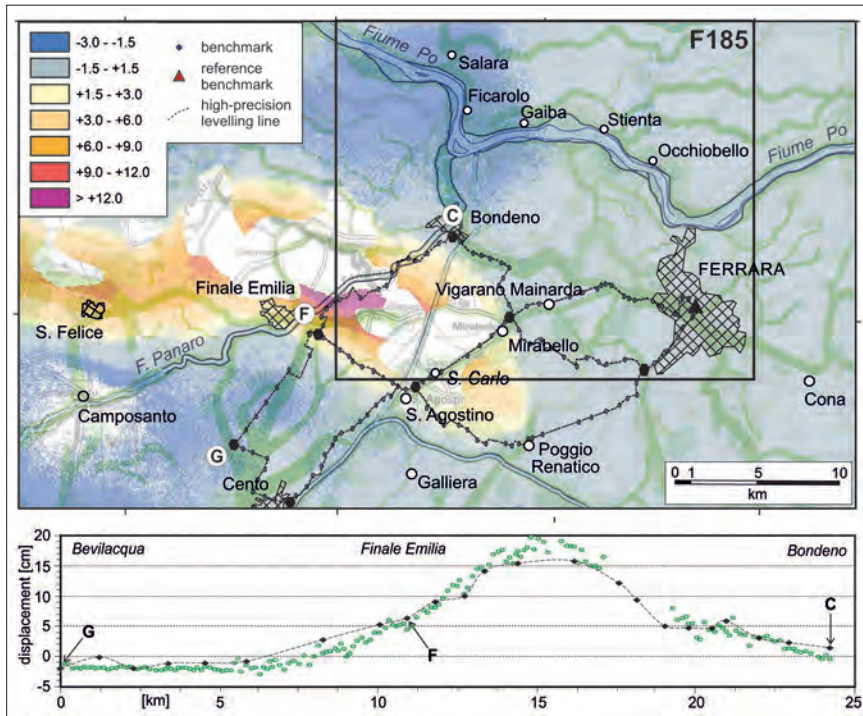 -3.0 - -1.5
-1.5 - +1.5
+1.5 - +3.0
+3.0 - +6.0
+6.0 - +9.0
+9.0 - +12.0
> +12.0
benchmark
reference
benchmark
high-precision
levelling line
F185
Fiume Po
Salara
Ficarolo
Gaiba
Stienta
Occhiobello
Fiume Po
C
Bondeno
FERRARA
Finale Emilia
Vigarano Mainarda
S. Felice
F
F. Panaro
Mirabello
S. Carlo
Camposanto
S. Agostino
Cona
G
Poggio
Renatico
Cento
Galliera
0 1 5 10
km
displacement [cm]
20
15
10
5
0
-5
Bevilacqua Finale Emilia Bondeno
G
F
C
0 [km] 5 10 15 20 25